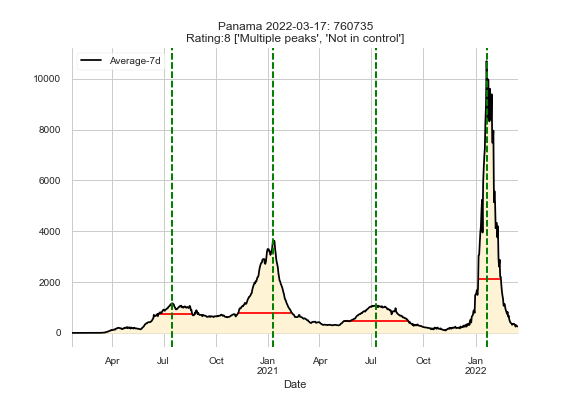 Panama 2022-03-17: 760735
Rating:8 ['Multiple peaks', 'Not in control']
Average-7d
10000
8000
6000
4000
2000
0
Apr
Jul
Oct
Jan
2021
Apr
Jul
Oct
Jan
2022
Date